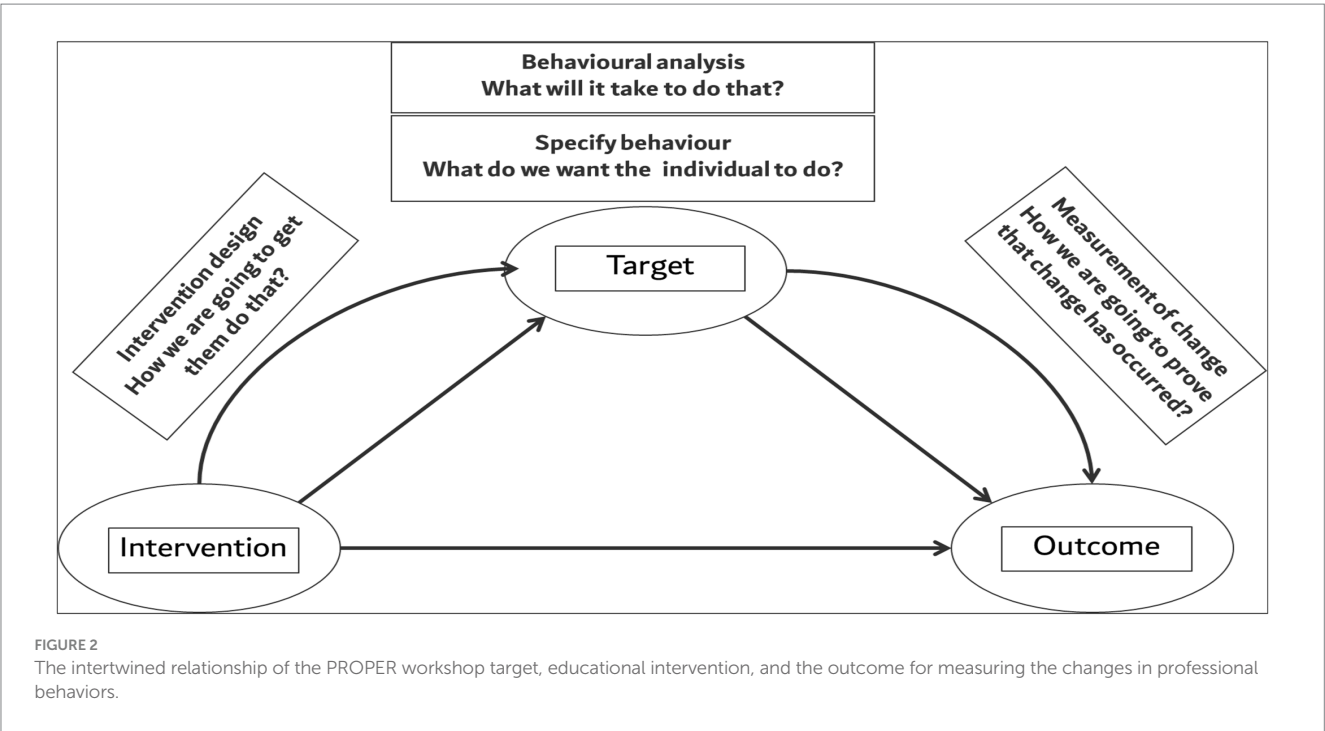 Behavioural analysis
What will it take to do that?
Specify behaviour
What do we want the individual to do?
Intervention design
How we are going to get
them do that?
Measurement of change
How we are going to prove
that change has occurred?
Target
Intervention
Outcome
FIGURE 2
The intertwined relationship of the PROPER workshop target, educational intervention, and the outcome for measuring the changes in professional
behaviors.